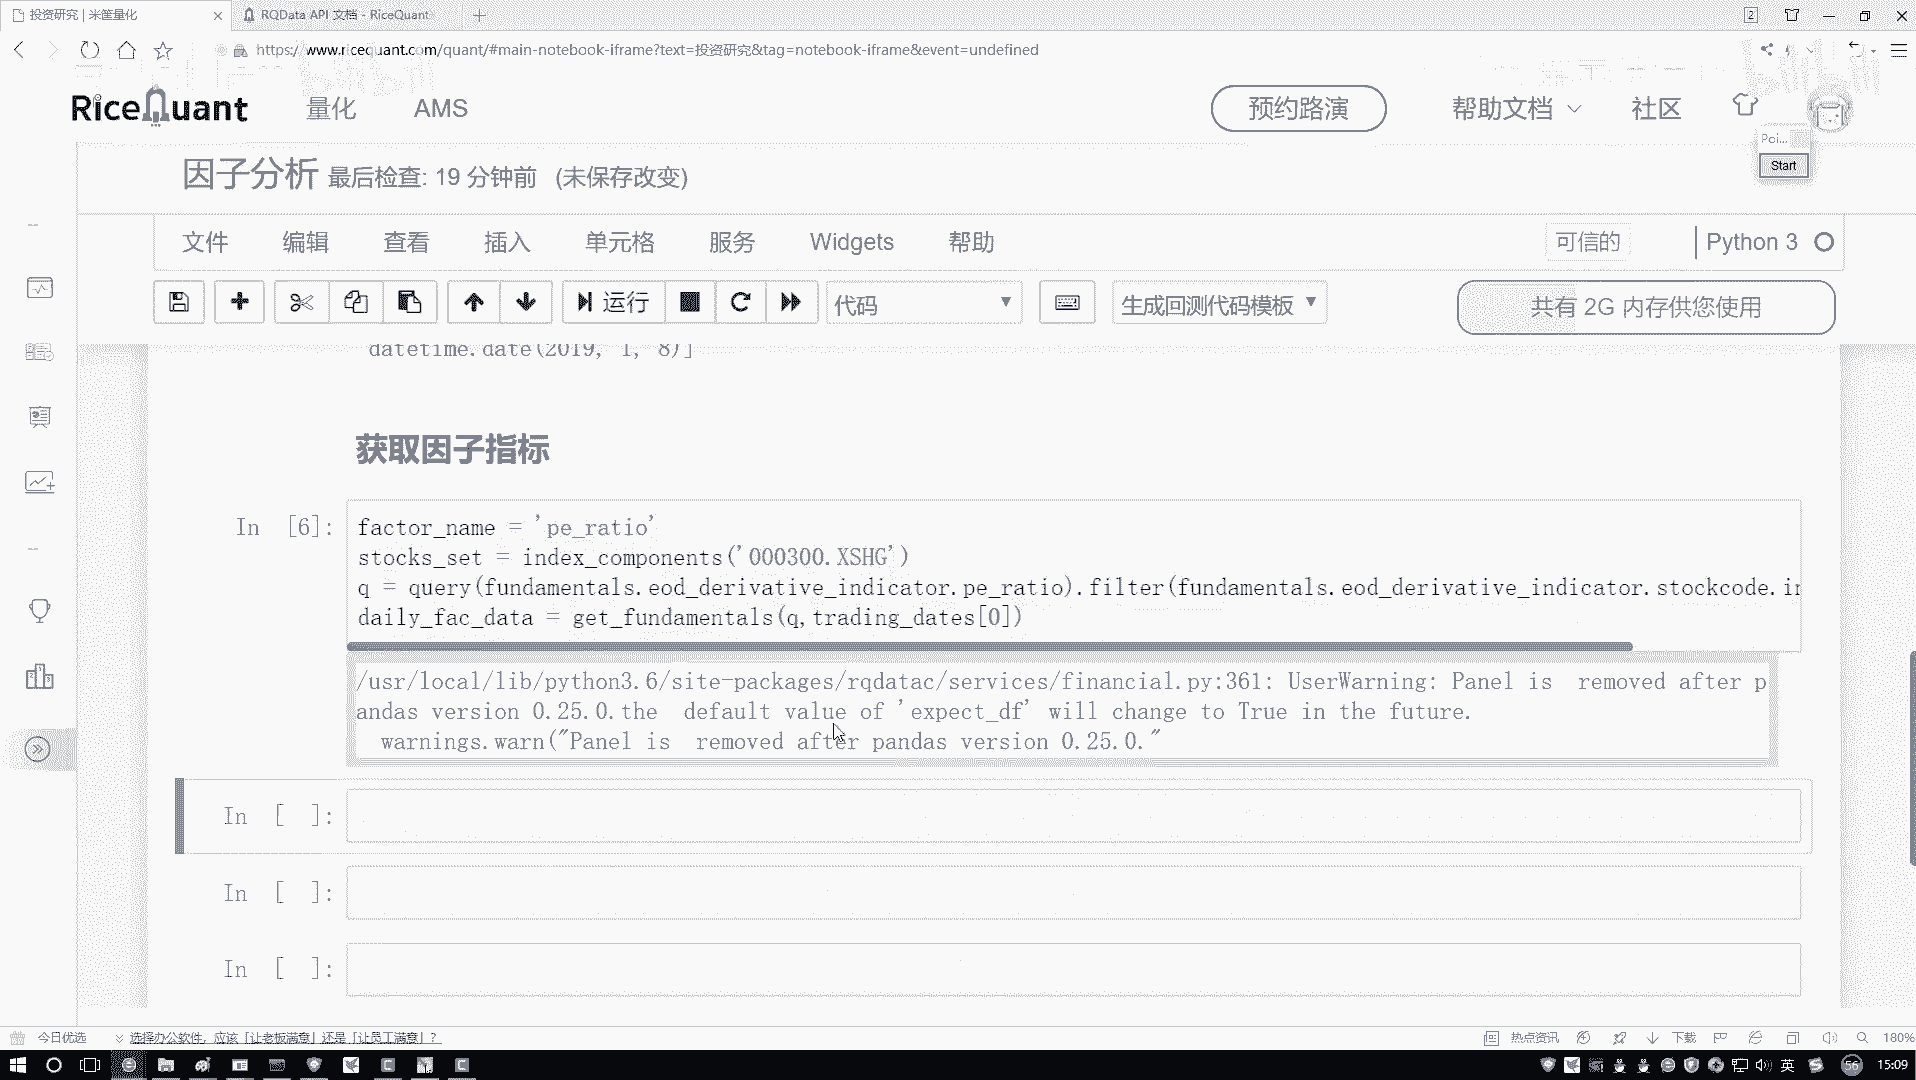 投资研究 | 米筐量化
RQData API 文档 - RiceQuant
2
https://www.ricequant.com/quant/#main-notebook-iframe?text=投资研究&tag=notebook-iframe&event=undefined
RiceQuant 量化 AMS 预约路演 帮助文档 社区
Poi...
Start
因子分析 最后检查: 19 分钟前 (未保存改变)
文件 编辑 查看 插入 单元格 服务 Widgets 帮助 可信的 Python 3
运行 代码 生成回测代码模板 共有 2G 内存供您使用
datetime.date(2019, 1, 8)]
获取因子指标
In [6]:
factor_name = 'pe_ratio'
stocks_set = index_components('000300.XSHG')
q = query(fundamentals.eod_derivative_indicator.pe_ratio).filter(fundamentals.eod_derivative_indicator.stockcode.in
daily_fac_data = get_fundamentals(q,trading_dates[0])
/usr/local/lib/python3.6/site-packages/rqdatac/services/financial.py:361: UserWarning: Panel is removed after p
andas version 0.25.0.the default value of 'expect_df' will change to True in the future.
warnings.warn("Panel is removed after pandas version 0.25.0."
In [ ]:
In [ ]:
In [ ]:
今日优选 选择办公软件，应该「让老板满意」还是「让员工满意」？ 热点资讯 下载 180%
英 56 15:09